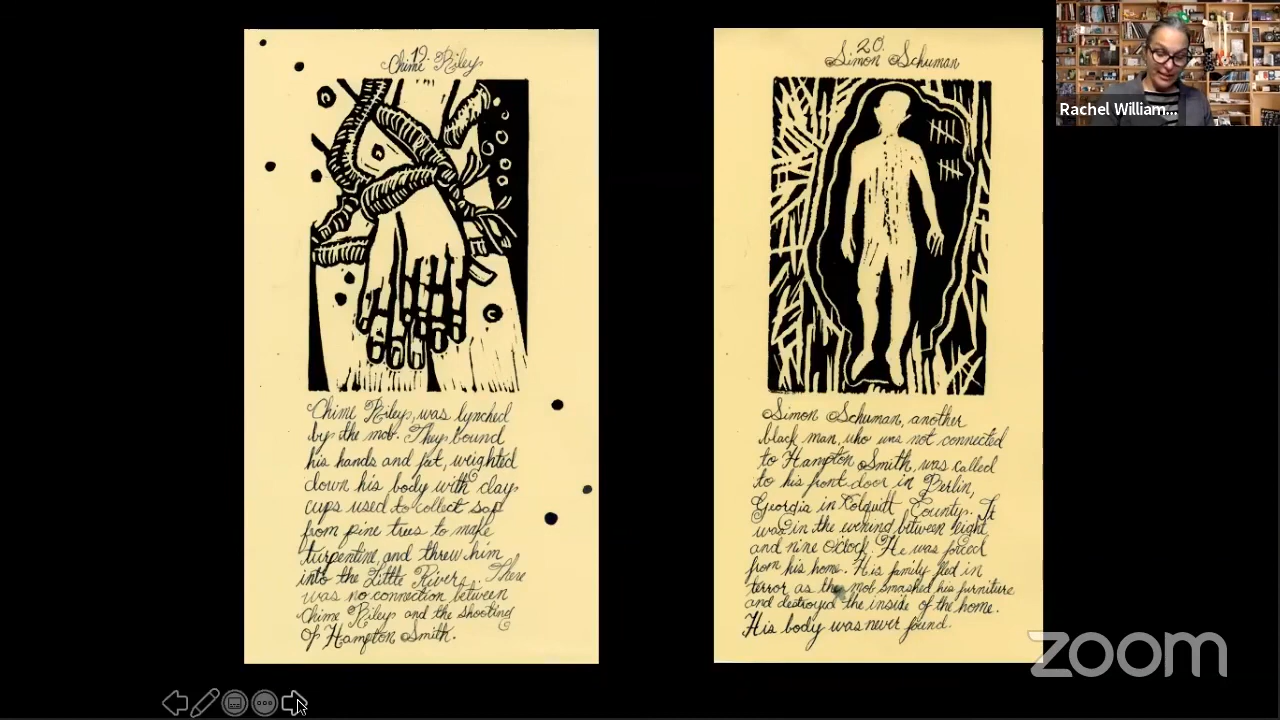 19.
Chime Riley
Chime Riley, was lynched
by the mob. They bound
his hands and feet, weighted
down his body with clay
cups used to collect sap
from pine trees to make
turpentine, and threw him
into the Little River. There
was no connection between
Chime Riley and the shooting
of Hampton Smith.
20.
Simon Schuman
Simon Schuman, another
black man, who was not connected
to Hampton Smith, was called
to his front door in Berlin,
Georgia in Colquitt County. It
was in the evening between eight
and nine o'clock. He was forced
from his home. His family fled in
terror as the mob smashed his furniture
and destroyed the inside of the home.
His body was never found.
Rachel William...
zoom